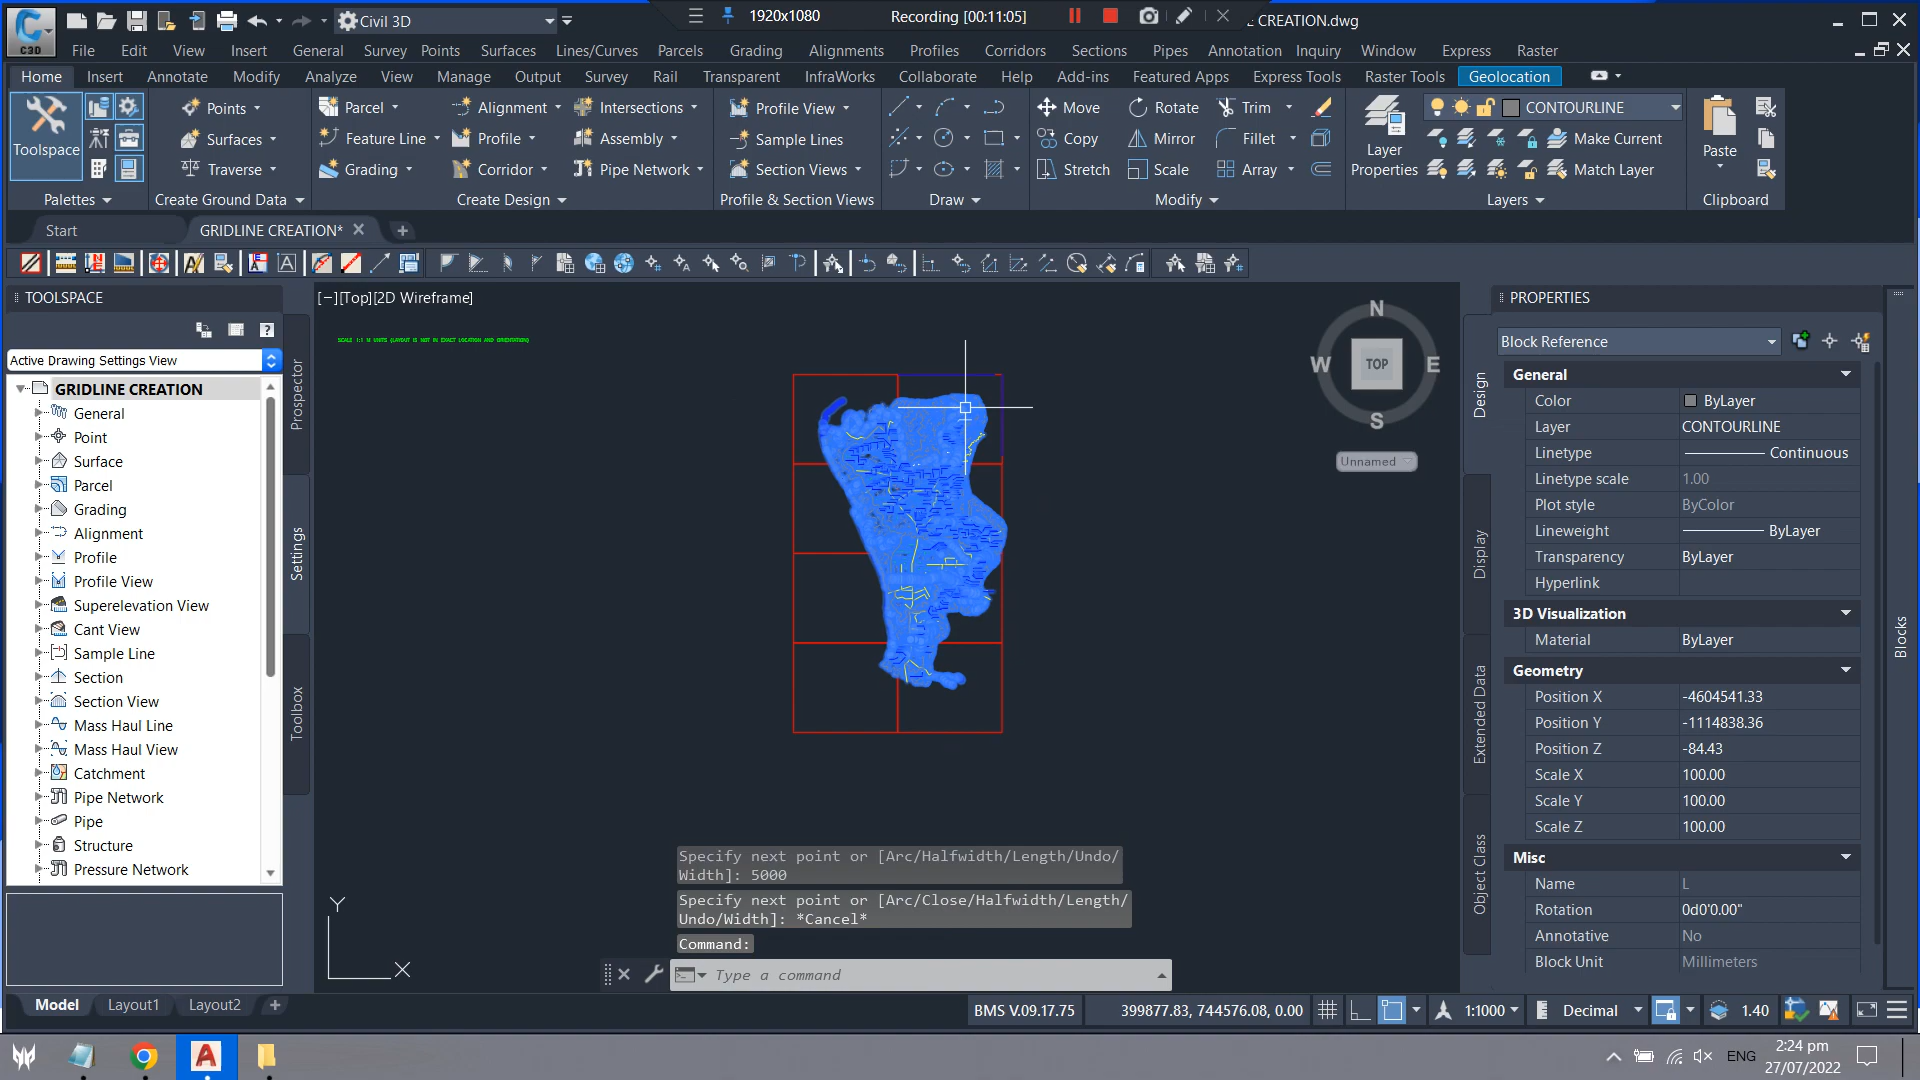 1920x1080
Recording [00:11:05]
Civil 3D
E CREATION.dwg
C3D
File Edit View Insert General Survey Points Surfaces Lines/Curves Parcels Grading Alignments Profiles Corridors Sections Pipes Annotation Inquiry Window Express Raster
Home Insert Annotate Modify Analyze View Manage Output Survey Rail Transparent InfraWorks Collaborate Help Add-ins Featured Apps Express Tools Raster Tools Geolocation
Points Parcel Alignment Intersections Profile View Move Rotate Trim CONTOURLINE
Toolspace Surfaces Feature Line Profile Assembly Sample Lines Copy Mirror Fillet Layer Properties Make Current Paste
Traverse Grading Corridor Pipe Network Section Views Stretch Scale Array Match Layer
Palettes Create Ground Data Create Design Profile & Section Views Draw Modify Layers Clipboard
Start GRIDLINE CREATION*
TOOLSPACE
[−][Top][2D Wireframe]
SCALE 1:1 M UNITS (LAYOUT IS NOT IN EXACT LOCATION AND ORIENTATION)
Active Drawing Settings View
GRIDLINE CREATION
General
Point
Surface
Parcel
Grading
Alignment
Profile
Profile View
Superelevation View
Cant View
Sample Line
Section
Section View
Mass Haul Line
Mass Haul View
Catchment
Pipe Network
Pipe
Structure
Pressure Network
Prospector
Settings
Toolbox
N
W TOP E
S
Unnamed
Y
X
Specify next point or [Arc/Halfwidth/Length/Undo/
Width]: 5000
Specify next point or [Arc/Close/Halfwidth/Length/
Undo/Width]: *Cancel*
Command:
Type a command
PROPERTIES
Block Reference
Design
Display
Extended Data
Object Class
Blocks
General
Color ByLayer
Layer CONTOURLINE
Linetype Continuous
Linetype scale 1.00
Plot style ByColor
Lineweight ByLayer
Transparency ByLayer
Hyperlink
3D Visualization
Material ByLayer
Geometry
Position X -4604541.33
Position Y -1114838.36
Position Z -84.43
Scale X 100.00
Scale Y 100.00
Scale Z 100.00
Misc
Name L
Rotation 0d0'0.00"
Annotative No
Block Unit Millimeters
Model Layout1 Layout2
BMS V.09.17.75 399877.83, 744576.08, 0.00 1:1000 Decimal 1.40
ENG
2:24 pm
27/07/2022